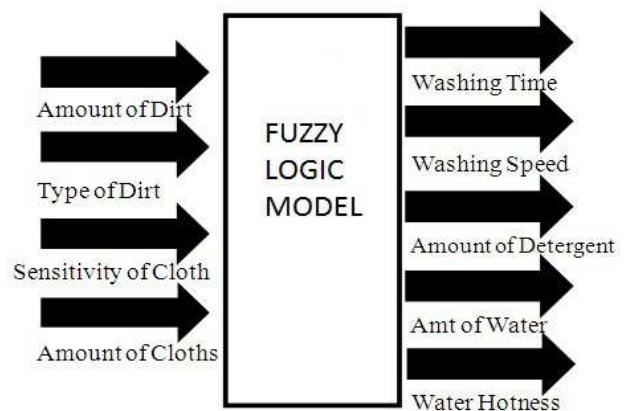 Amount of Dirt
Type of Dirt
Sensitivity of Cloth
Amount of Cloths
FUZZY
LOGIC
MODEL
Washing Time
Washing Speed
Amount of Detergent
Amt of Water
Water Hotness